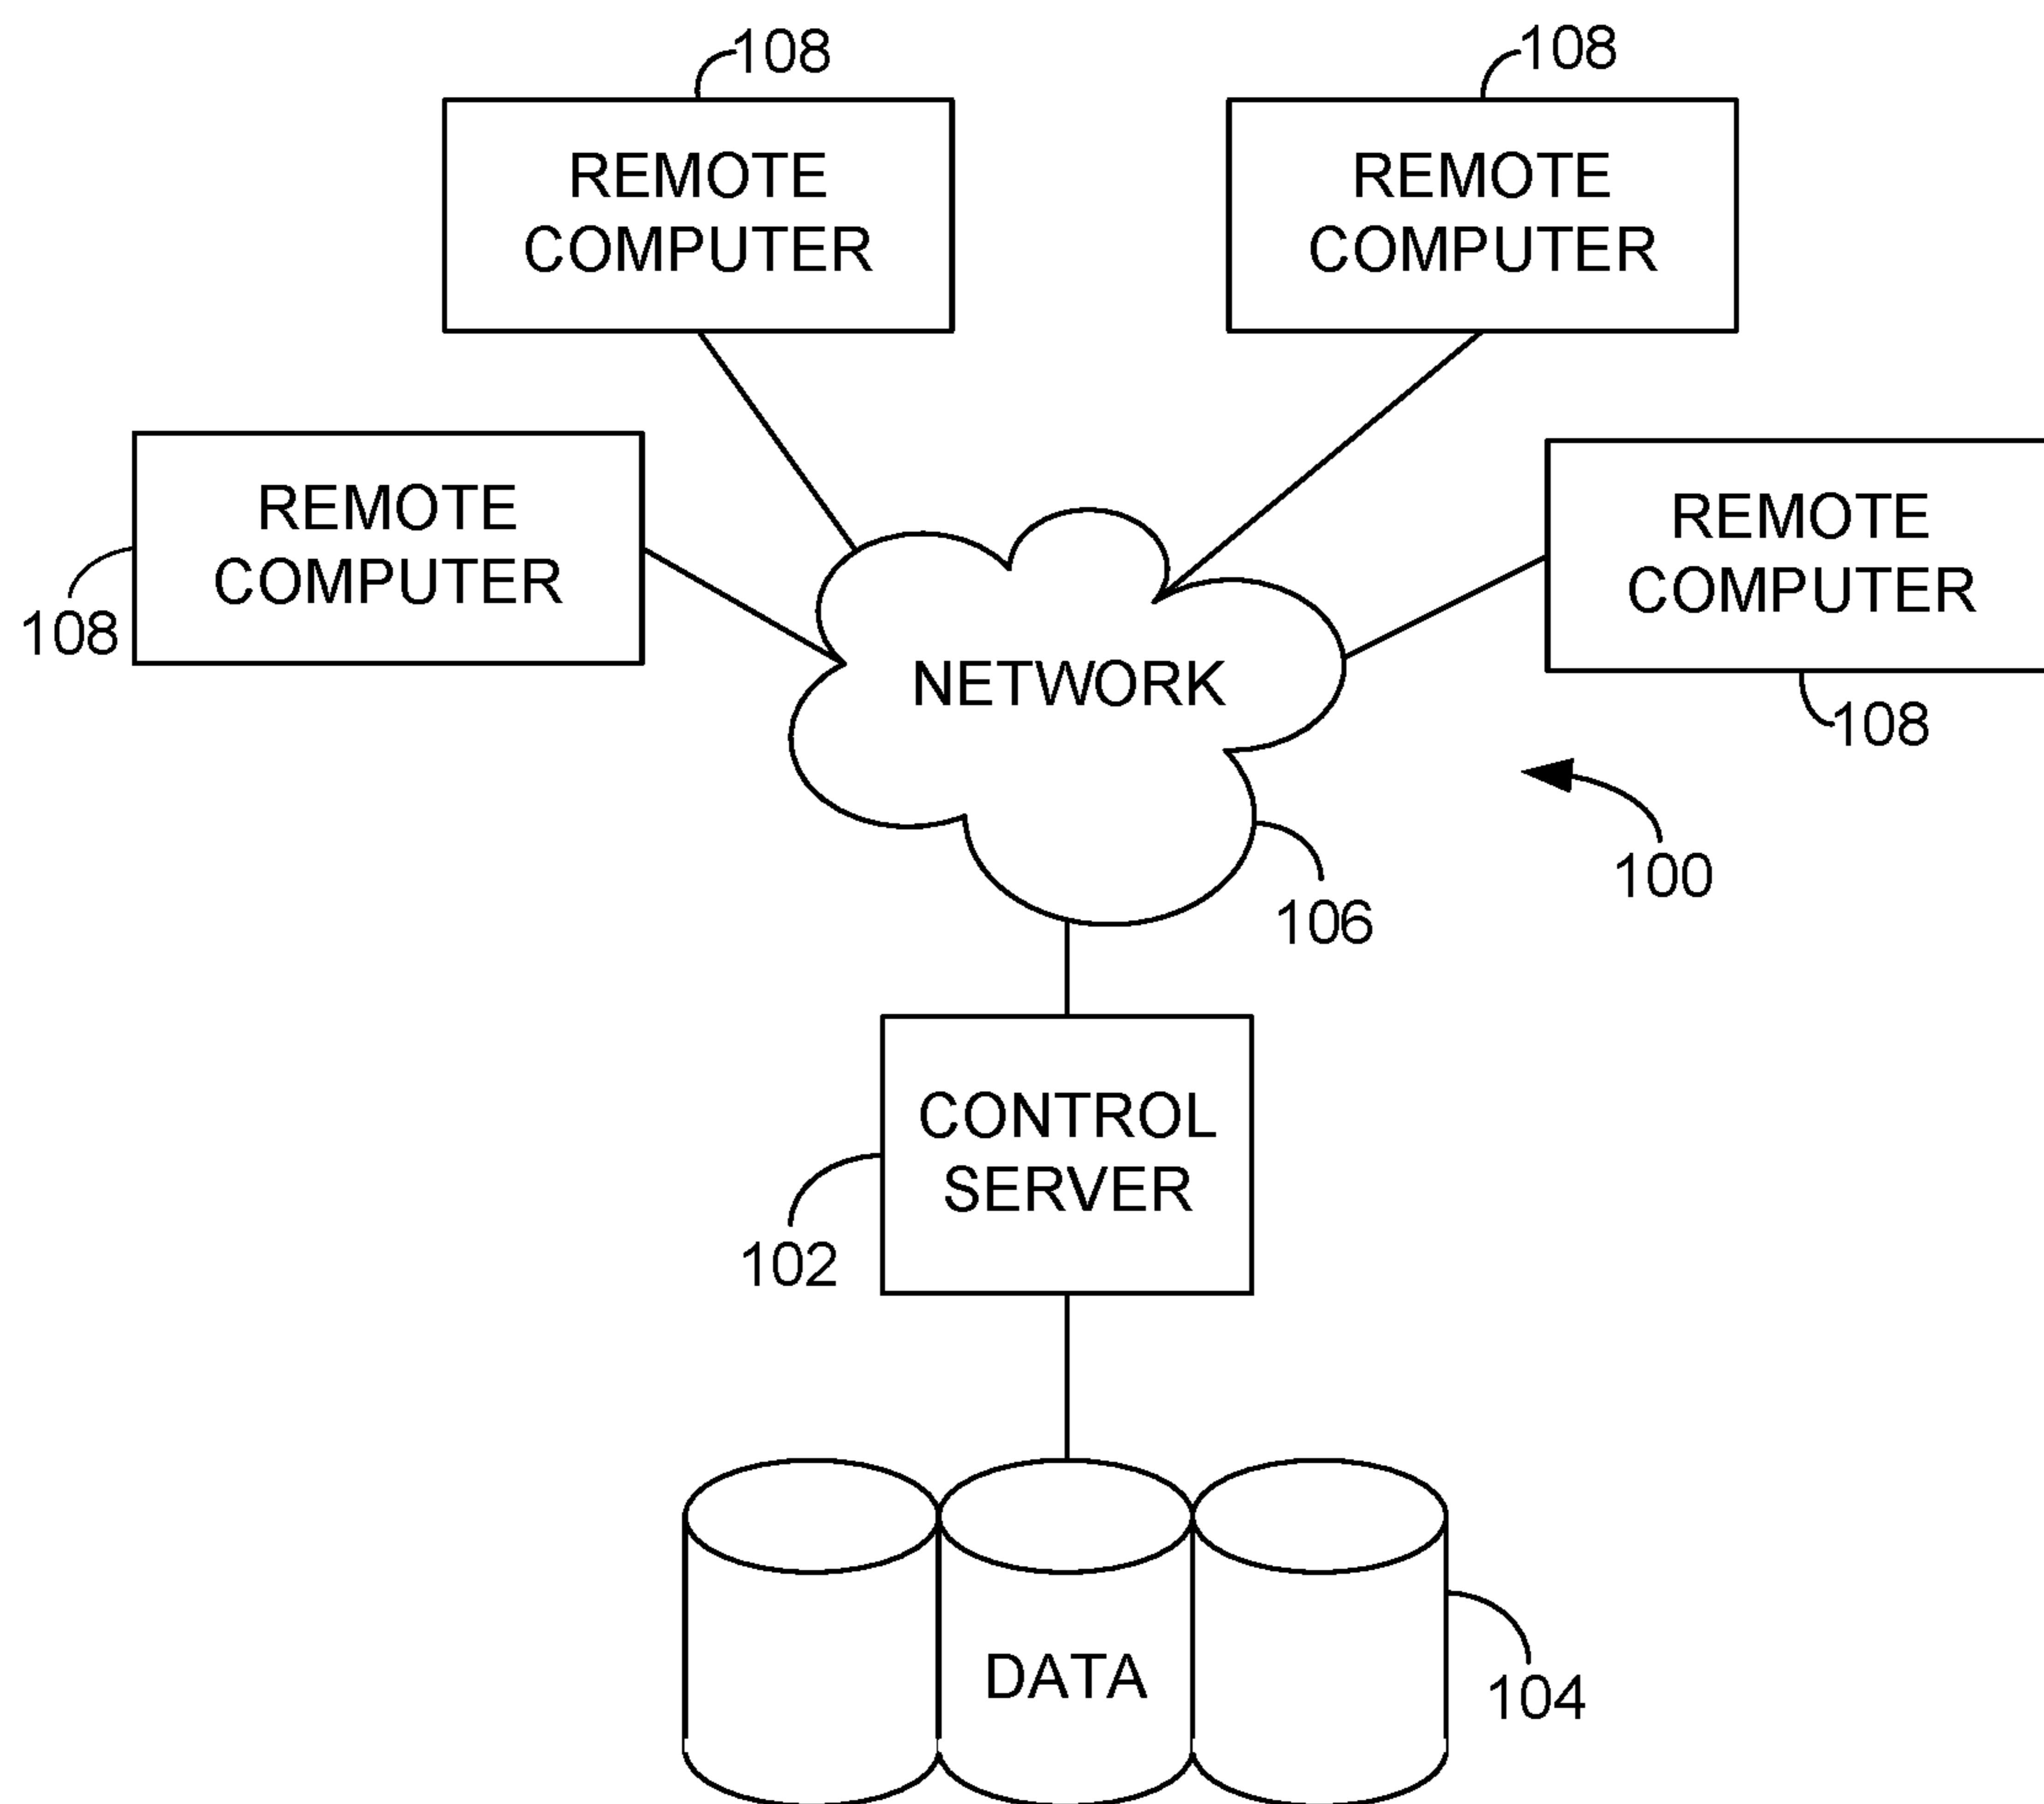 108
108
REMOTE
COMPUTER
REMOTE
COMPUTER
REMOTE
COMPUTER
108
REMOTE
COMPUTER
108
NETWORK
100
106
CONTROL
SERVER
102
DATA
104